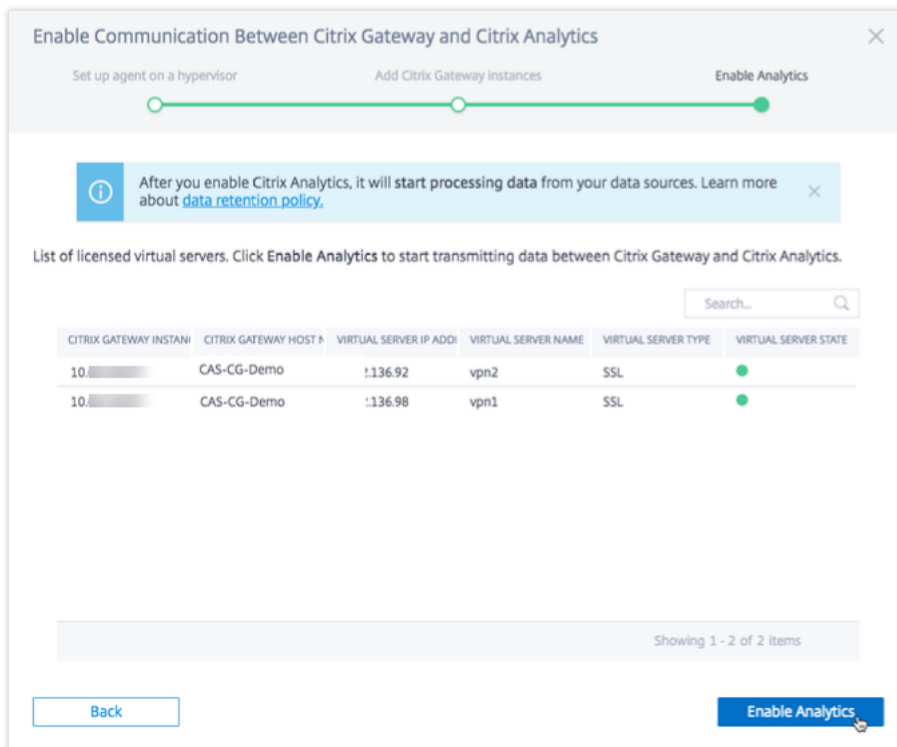 Enable Communication Between Citrix Gateway and Citrix Analytics
Set up agent on a hypervisor Add Citrix Gateway instances Enable Analytics
After you enable Citrix Analytics, it will start processing data from your data sources. Learn more
about data retention policy.
List of licensed virtual servers. Click Enable Analytics to start transmitting data between Citrix Gateway and Citrix Analytics.
Search...
CITRIX GATEWAY INSTAN CITRIX GATEWAY HOST N VIRTUAL SERVER IP ADD VIRTUAL SERVER NAME VIRTUAL SERVER TYPE VIRTUAL SERVER STATE
10. CAS-CG-Demo .136.92 vpn2 SSL
10. CAS-CG-Demo .136.98 vpn1 SSL
Showing 1 - 2 of 2 items
Back Enable Analytics